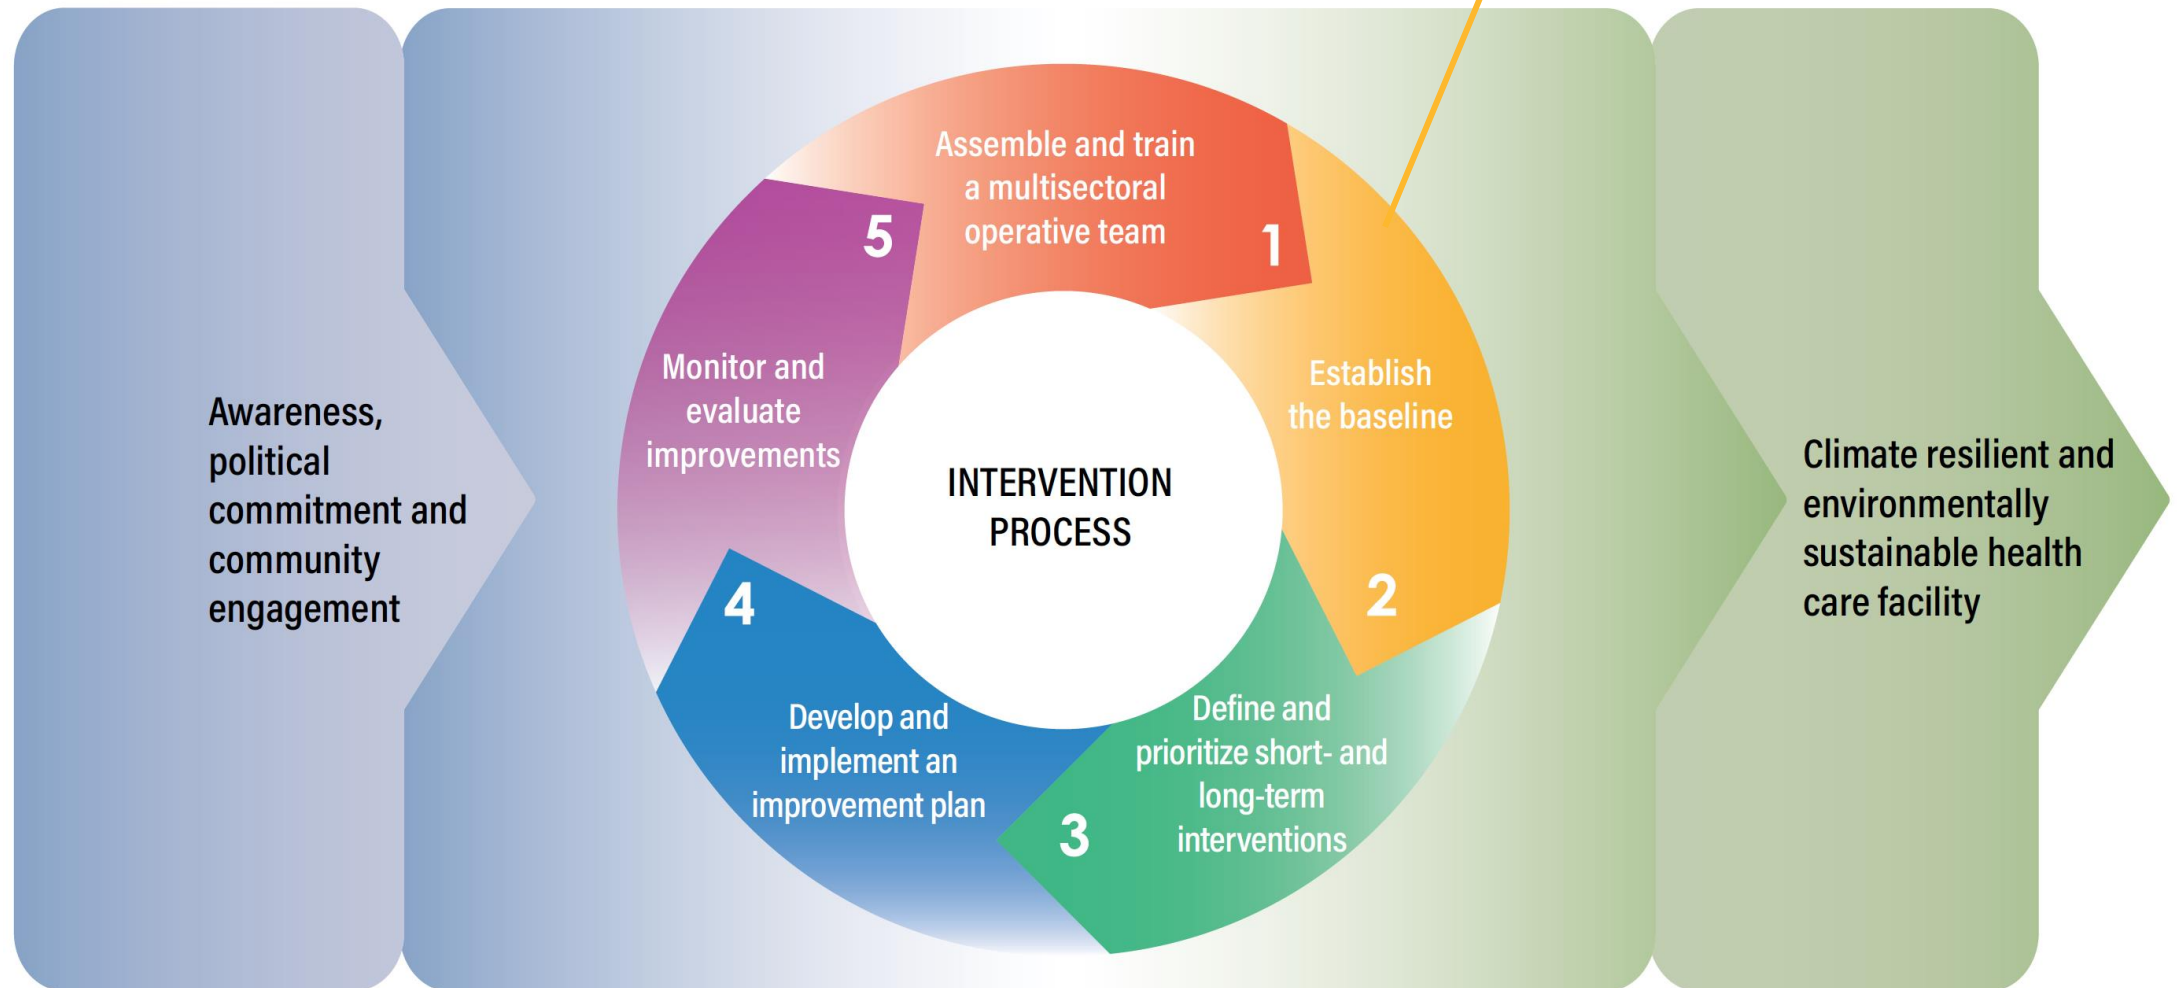 Awareness,
political
commitment and
community
engagement
Assemble and train
a multisectoral
operative team
1
Establish
the baseline
2
Define and
prioritize short- and
long-term
interventions
3
Develop and
implement an
improvement plan
4
Monitor and
evaluate
improvements
5
INTERVENTION
PROCESS
Climate resilient and
environmentally
sustainable health
care facility